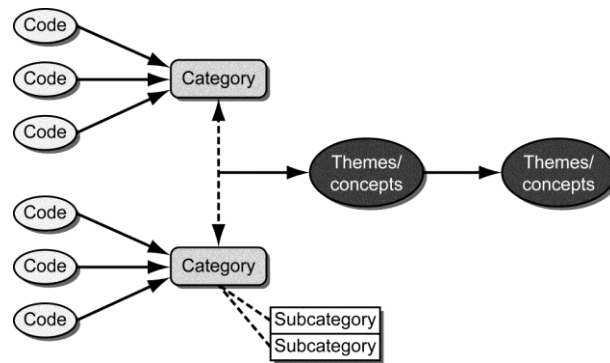 Code
Code
Code
Category
Themes/
concepts
Themes/
concepts
Code
Code
Code
Category
Subcategory
Subcategory